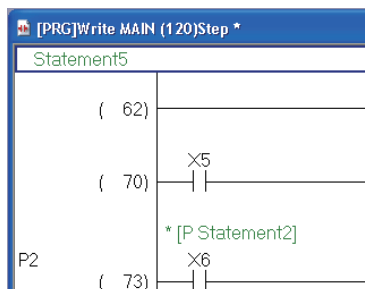 [PRG]Write MAIN (120)Step *
Statement5
( 62)
X5
( 70)
* [P Statement2]
P2
X6
( 73)